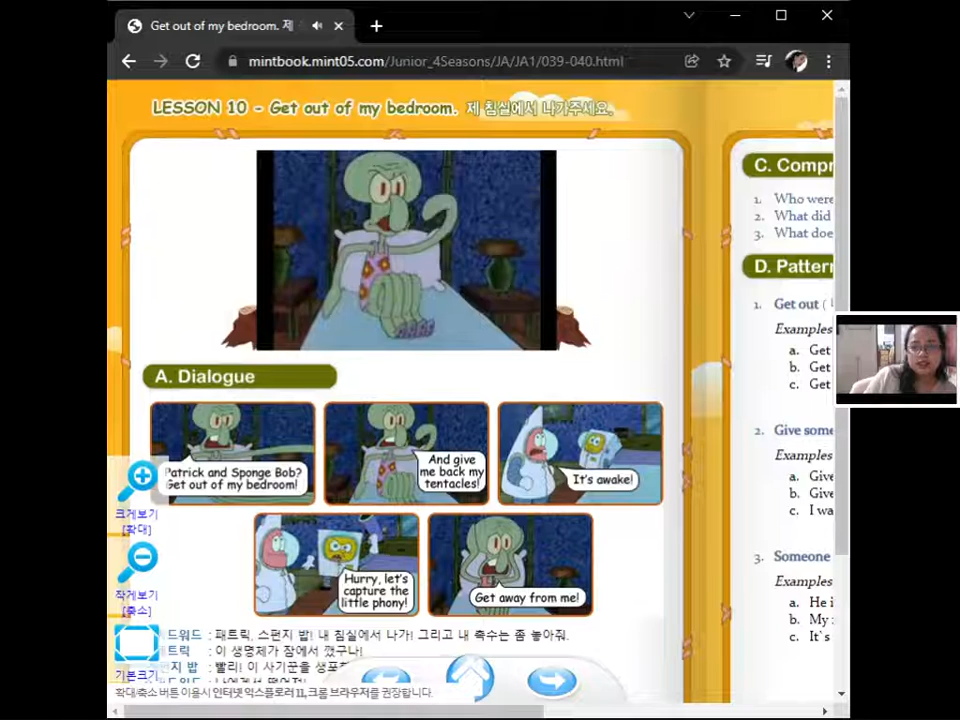 Get out of my bedroom. 제
mintbook.mint05.com/Junior_4Seasons/JA/JA1/039-040.html
LESSON 10 - Get out of my bedroom. 제 침실에서 나가주세요.
A. Dialogue
Patrick and Sponge Bob?
Get out of my bedroom!
And give
me back my
tentacles!
It's awake!
Hurry, let's
capture the
little phony!
Get away from me!
크게보기
[확대]
작게보기
[축소]
기본크기
드워드 : 패트릭, 스펀지 밥! 내 침실에서 나가! 그리고 내 촉수는 좀 놓아줘.
트릭 : 이 생명체가 잠에서 깼구나!
펀지 밥 : 빨리! 이 사기꾼을 생포하
확대/축소 버튼 이용시 인터넷 익스플로러 11, 크롬 브라우저를 권장합니다.
C. Compr
1. Who were
2. What did
3. What doe
D. Pattern
1. Get out (
Examples
a. Get
b. Get
c. Get
2. Give some
Examples
a. Give
b. Give
c. I wa
3. Someone
Examples
a. He i
b. My
c. It`s